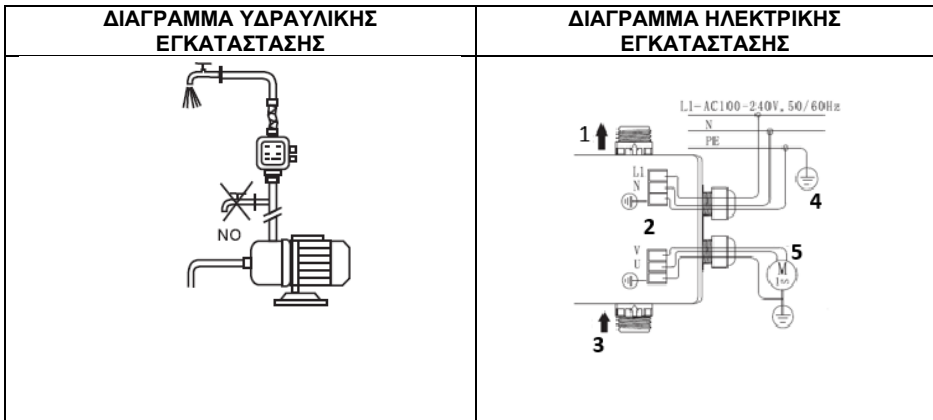 ΔΙΑΓΡΑΜΜΑ ΥΔΡΑΥΛΙΚΗΣ
ΕΓΚΑΤΑΣΤΑΣΗΣ
ΔΙΑΓΡΑΜΜΑ ΗΛΕΚΤΡΙΚΗΣ
ΕΓΚΑΤΑΣΤΑΣΗΣ
NO
L1-AC100-240V, 50/60Hz
N
PE
1
L1
N
2
4
V
U
5
M
1≈
3